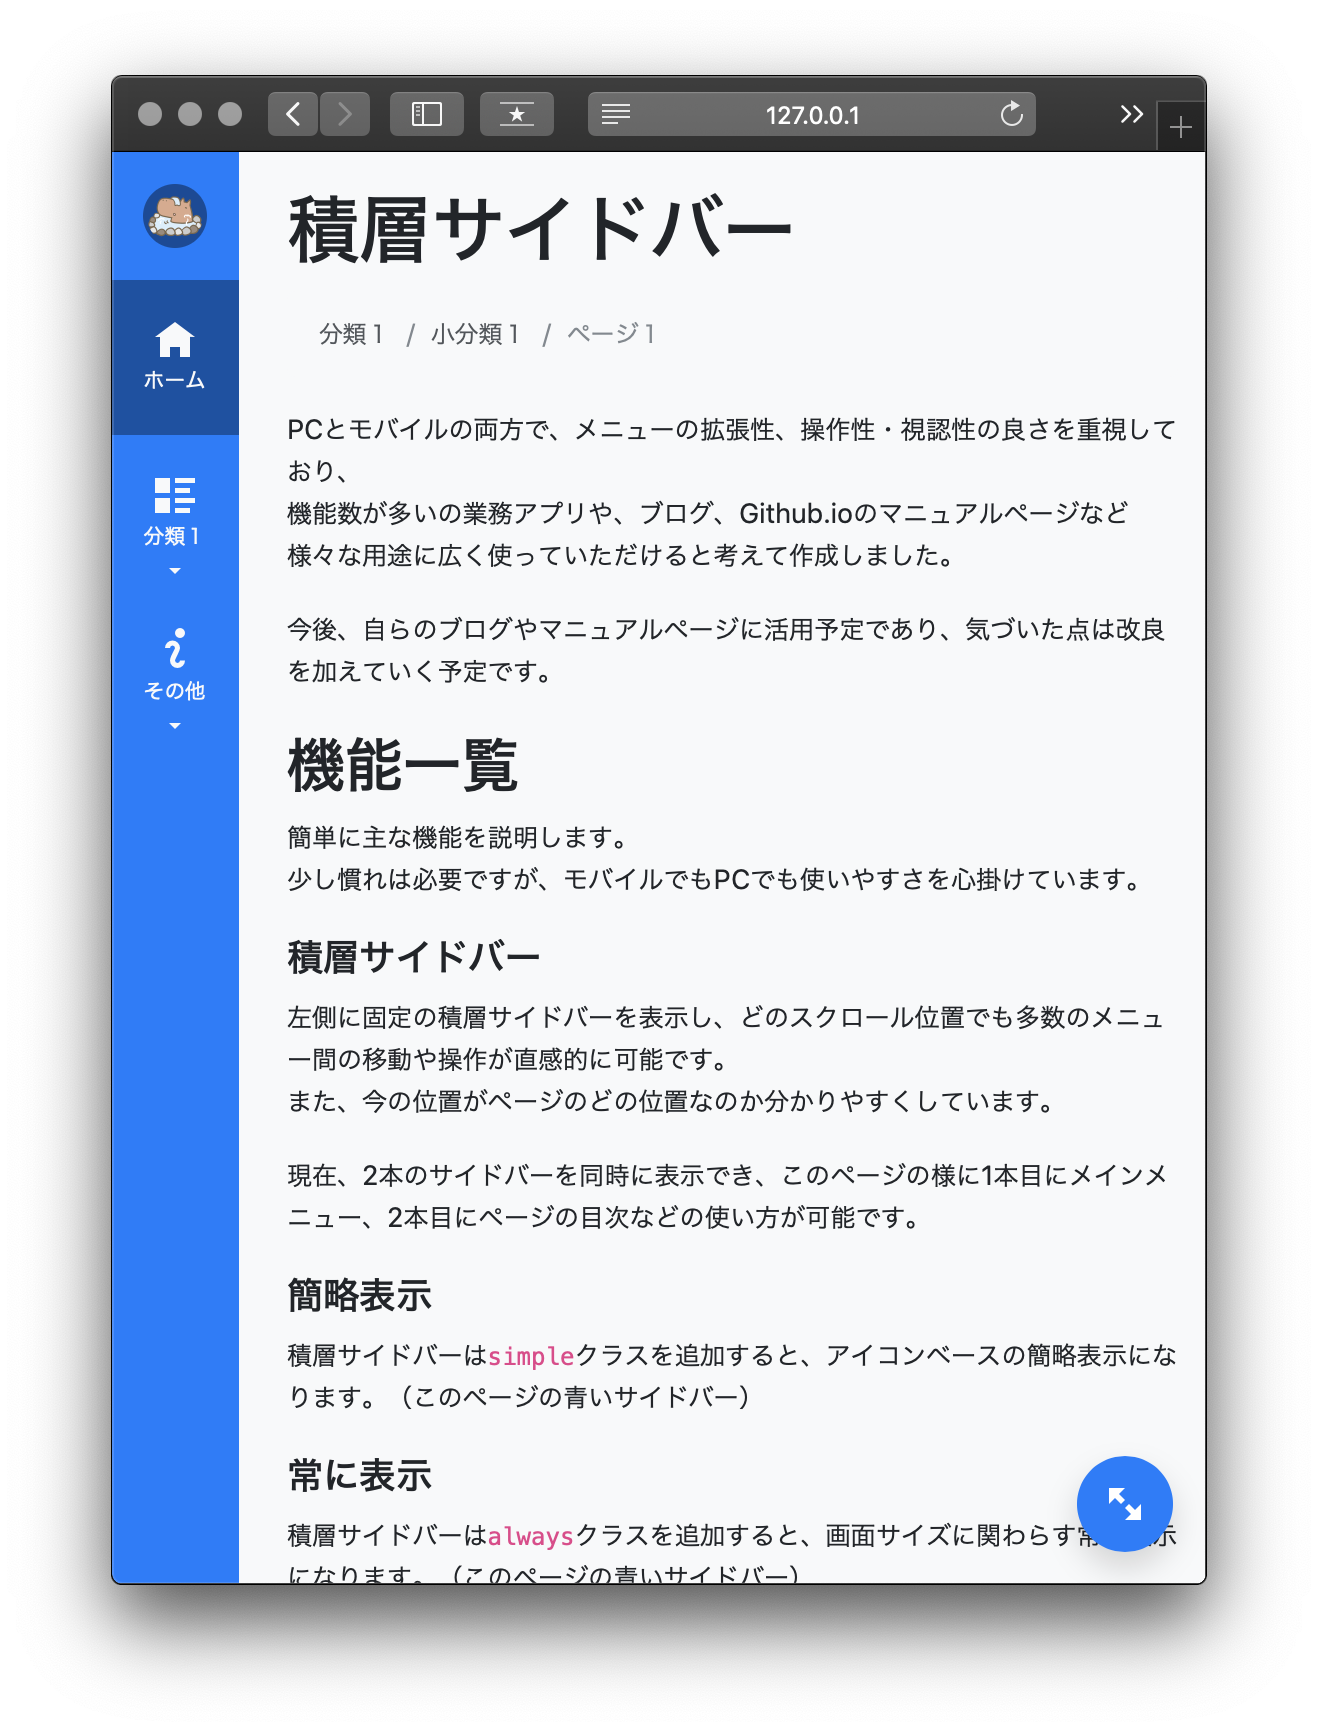 127.0.0.1
積層サイドバー
ホーム
分類1
その他
分類1 / 小分類1 / ページ1
PCとモバイルの両方で、メニューの拡張性、操作性・視認性の良さを重視して
おり、
機能数が多いの業務アプリや、ブログ、Github.ioのマニュアルページなど
様々な用途に広く使っていただけると考えて作成しました。
今後、自らのブログやマニュアルページに活用予定であり、気づいた点は改良
を加えていく予定です。
機能一覧
簡単に主な機能を説明します。
少し慣れは必要ですが、モバイルでもPCでも使いやすさを心掛けています。
積層サイドバー
左側に固定の積層サイドバーを表示し、どのスクロール位置でも多数のメニュ
ー間の移動や操作が直感的に可能です。
また、今の位置がページのどの位置なのか分かりやすくしています。
現在、2本のサイドバーを同時に表示でき、このページの様に1本目にメインメ
ニュー、2本目にページの目次などの使い方が可能です。
簡略表示
積層サイドバーはsimpleクラスを追加すると、アイコンベースの簡略表示にな
ります。（このページの青いサイドバー）
常に表示
積層サイドバーはalwaysクラスを追加すると、画面サイズに関わらす常 示
になります。（このページの青いサイドバー）